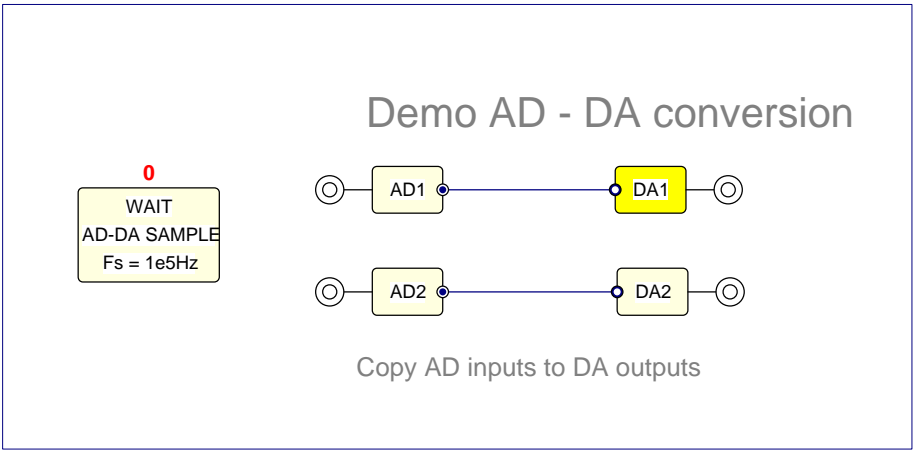 Demo AD - DA conversion
0
WAIT
AD-DA SAMPLE
Fs = 1e5Hz
AD1
DA1
AD2
DA2
Copy AD inputs to DA outputs